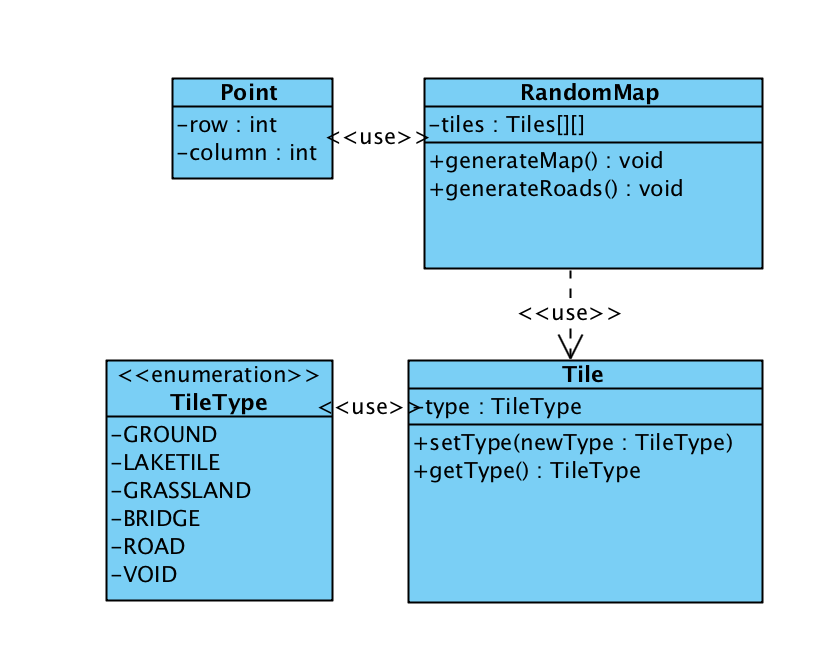 Point
-row : int
-column : int
<<use>>
RandomMap
-tiles : Tiles[][]
+generateMap() : void
+generateRoads() : void
<<use>>
<<enumeration>>
TileType
-GROUND
-LAKETILE
-GRASSLAND
-BRIDGE
-ROAD
-VOID
<<use>>
Tile
-type : TileType
+setType(newType : TileType)
+getType() : TileType